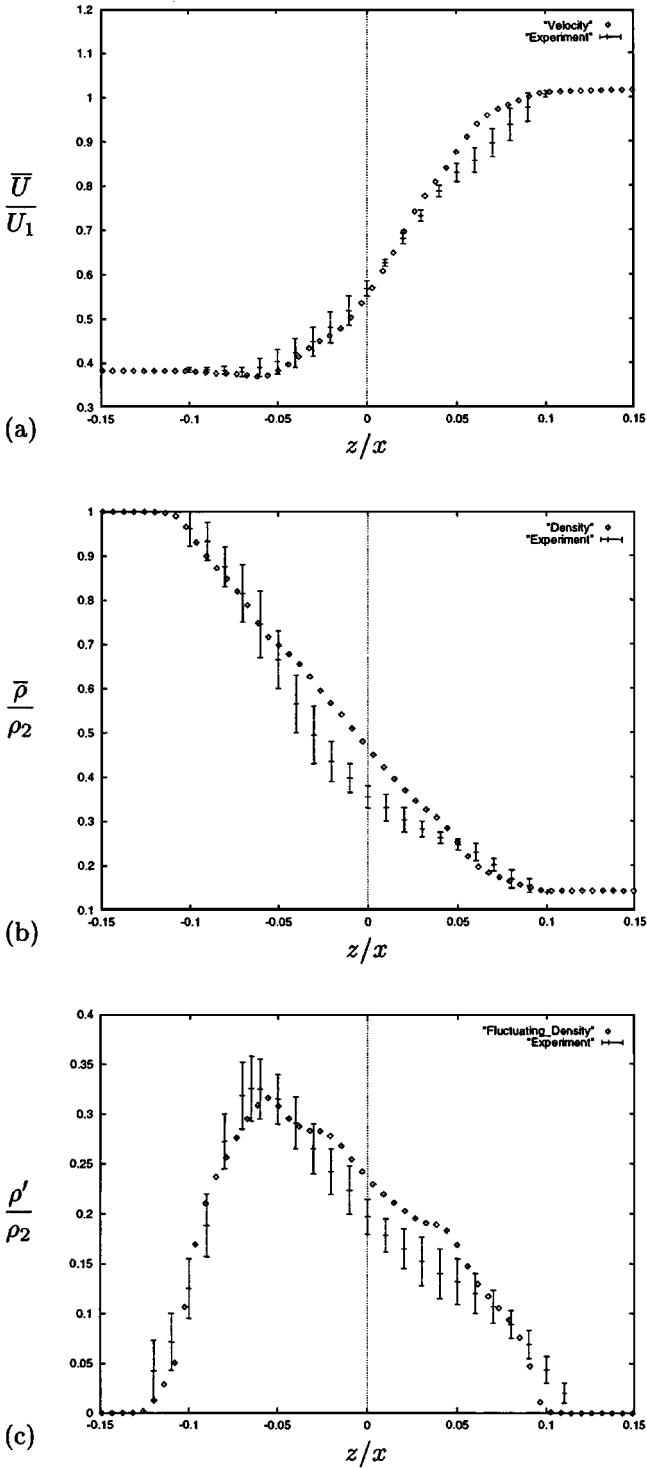 1.2
1.1
1
0.9
0.8
0.7
0.6
0.5
0.4
0.3
"Velocity"
"Experiment"
U̅
U̅₁
-0.15
-0.1
-0.05
0
0.05
0.1
0.15
(a)
z/x
1
0.9
0.8
0.7
0.6
0.5
0.4
0.3
0.2
0.1
"Density"
"Experiment"
ρ̅
ρ₂
-0.15
-0.1
-0.05
0
0.05
0.1
0.15
(b)
z/x
0.4
0.35
0.3
0.25
0.2
0.15
0.1
0.05
0
"Fluctuating_Density"
"Experiment"
ρ′
ρ₂
-0.15
-0.1
-0.05
0
0.05
0.1
0.15
(c)
z/x